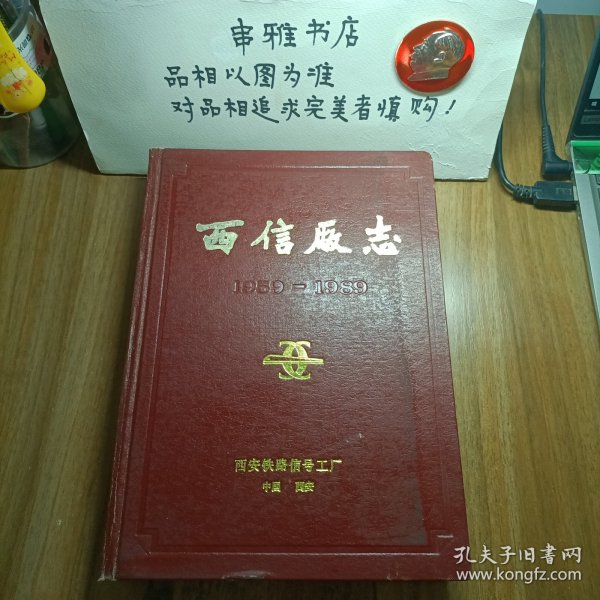 串雅书店
品相以图为准
对品相追求完美者慎购！
西信厰志
1959-1989
西安铁路信号工厂
中国 西安
孔夫子旧书网
www.kongfz.com